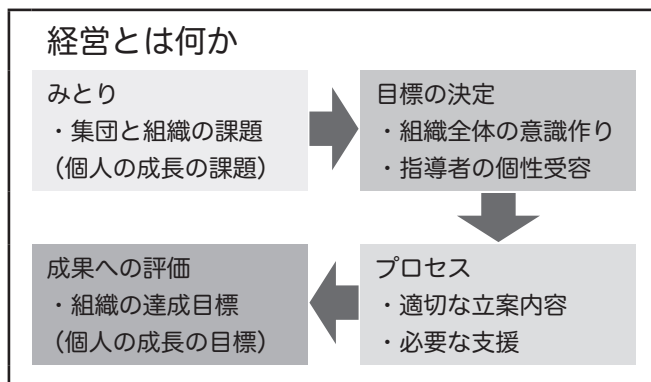 経営とは何か
みとり
・集団と組織の課題
（個人の成長の課題）
目標の決定
・組織全体の意識作り
・指導者の個性受容
プロセス
・適切な立案内容
・必要な支援
成果への評価
・組織の達成目標
（個人の成長の目標）